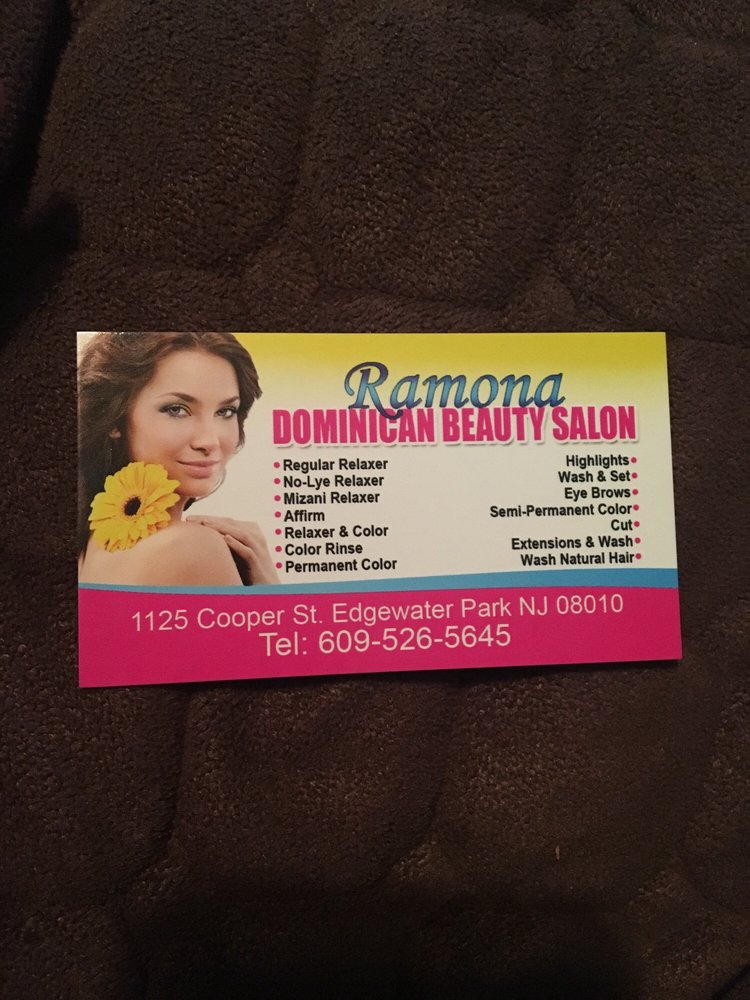 Ramona
DOMINICAN BEAUTY SALON
• Regular Relaxer
• No-Lye Relaxer
• Mizani Relaxer
• Affirm
• Relaxer & Color
• Color Rinse
• Permanent Color
Highlights •
Wash & Set •
Eye Brows •
Semi-Permanent Color •
Cut •
Extensions & Wash •
Wash Natural Hair •
1125 Cooper St. Edgewater Park NJ 08010
Tel: 609-526-5645